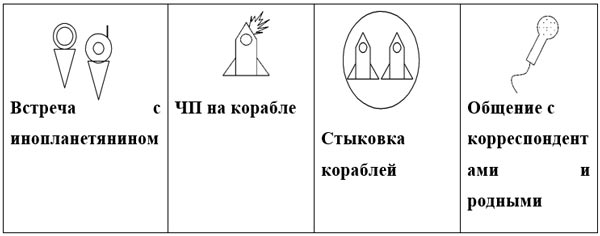 Встреча с
инопланетянином
ЧП на корабле
Стыковка
кораблей
Общение с
корреспондент
ами и
родными